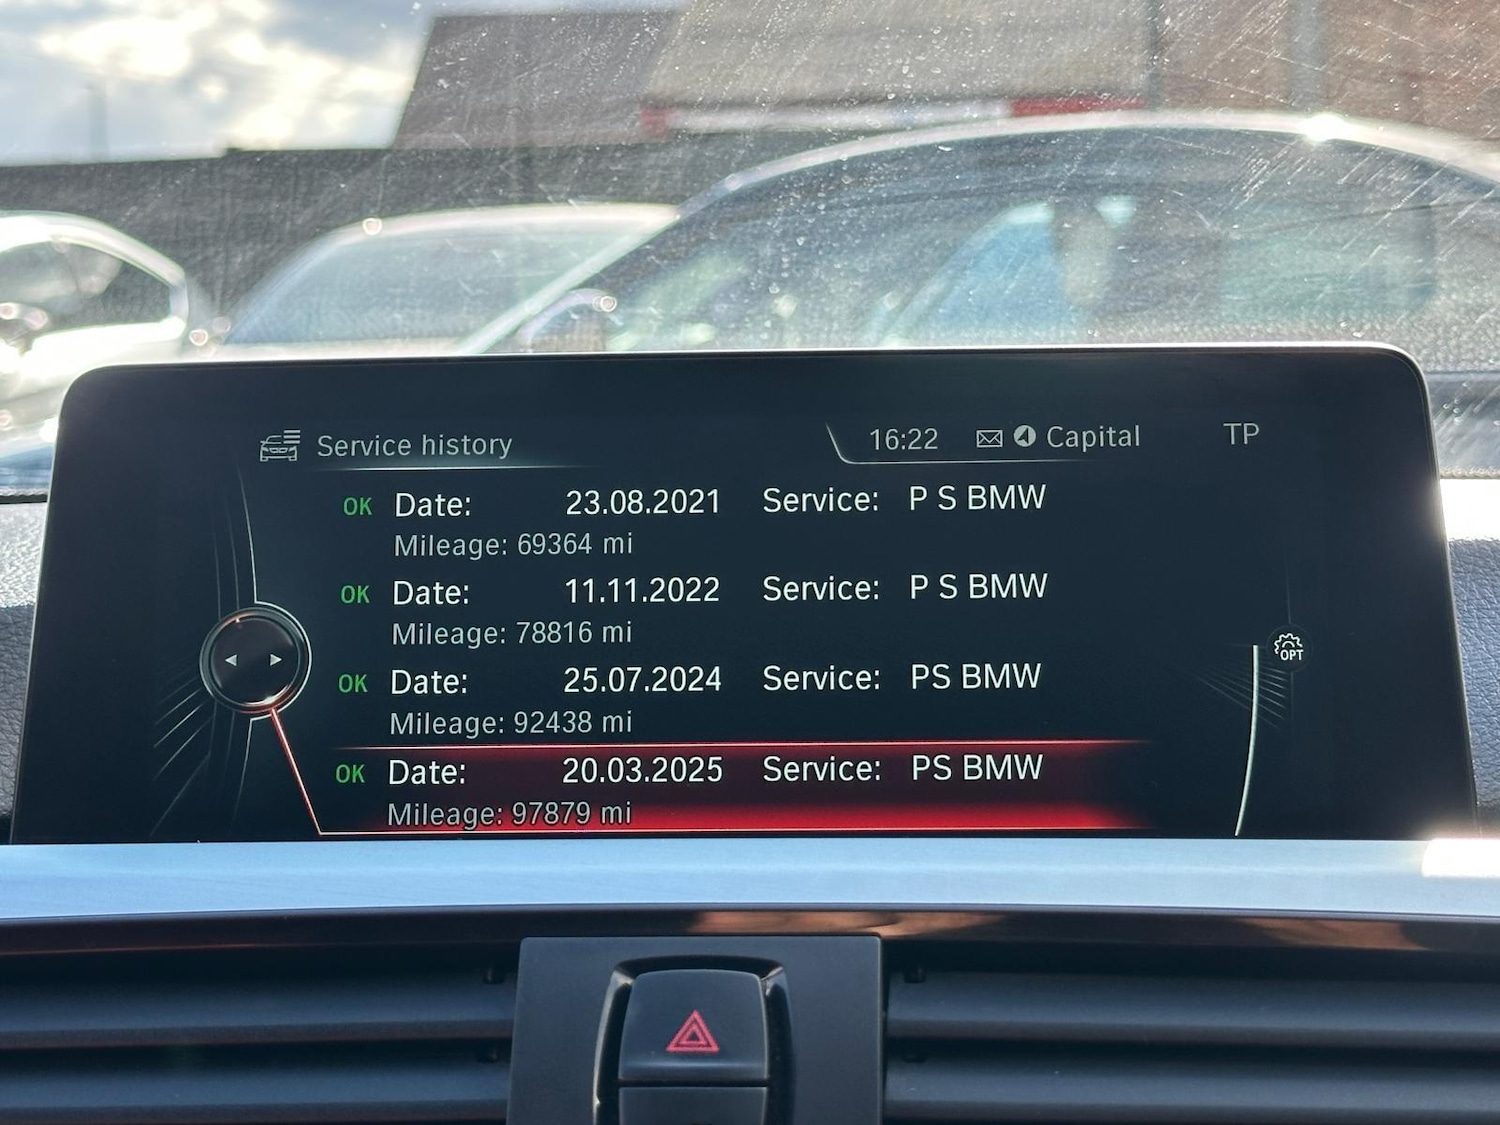 Service history 16:22 Capital TP
OK Date: 23.08.2021 Service: P S BMW
Mileage: 69364 mi
OK Date: 11.11.2022 Service: P S BMW
Mileage: 78816 mi
OK Date: 25.07.2024 Service: PS BMW
Mileage: 92438 mi
OK Date: 20.03.2025 Service: PS BMW
Mileage: 97879 mi
OPT